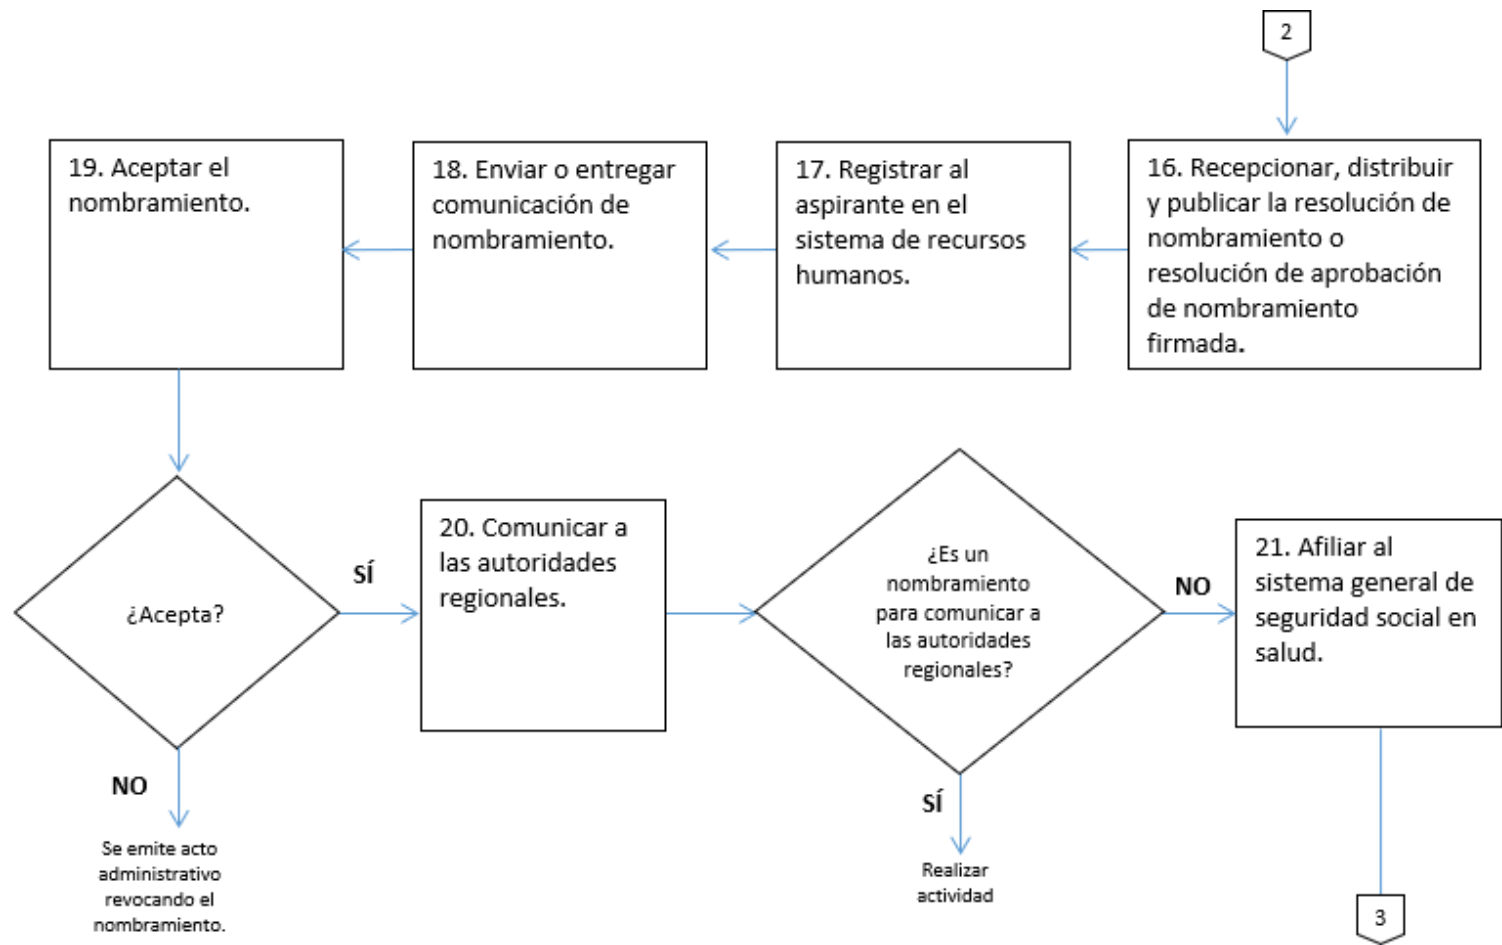 2
16. Recepcionar, distribuir
y publicar la resolución de
nombramiento o
resolución de aprobación
de nombramiento
firmada.
17. Registrar al
aspirante en el
sistema de recursos
humanos.
18. Enviar o entregar
comunicación de
nombramiento.
19. Aceptar el
nombramiento.
¿Acepta?
SÍ
NO
Se emite acto
administrativo
revocando el
nombramiento.
20. Comunicar a
las autoridades
regionales.
¿Es un
nombramiento
para comunicar a
las autoridades
regionales?
SÍ
Realizar
actividad
NO
21. Afiliar al
sistema general de
seguridad social en
salud.
3